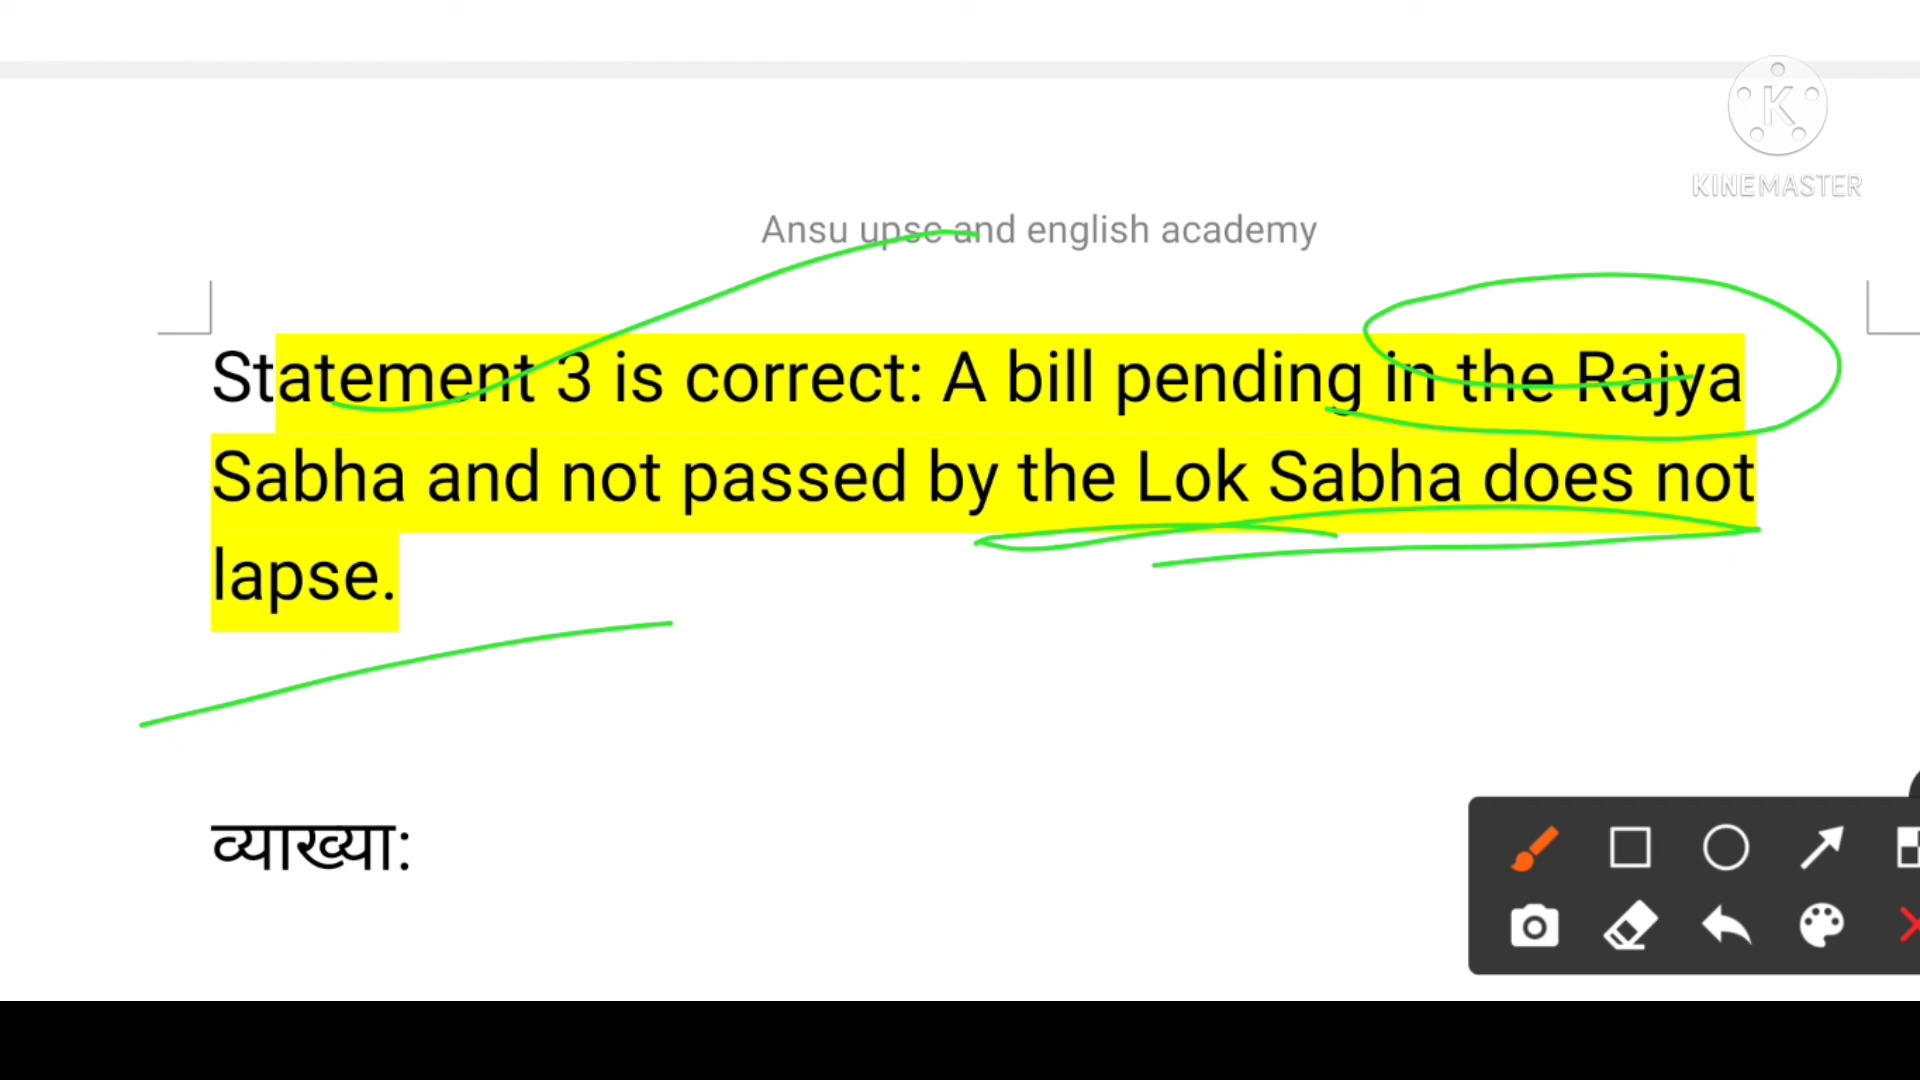 KINEMASTER
Ansu upsc and english academy
Statement 3 is correct: A bill pending in the Rajya
Sabha and not passed by the Lok Sabha does not
lapse.
व्याख्या: